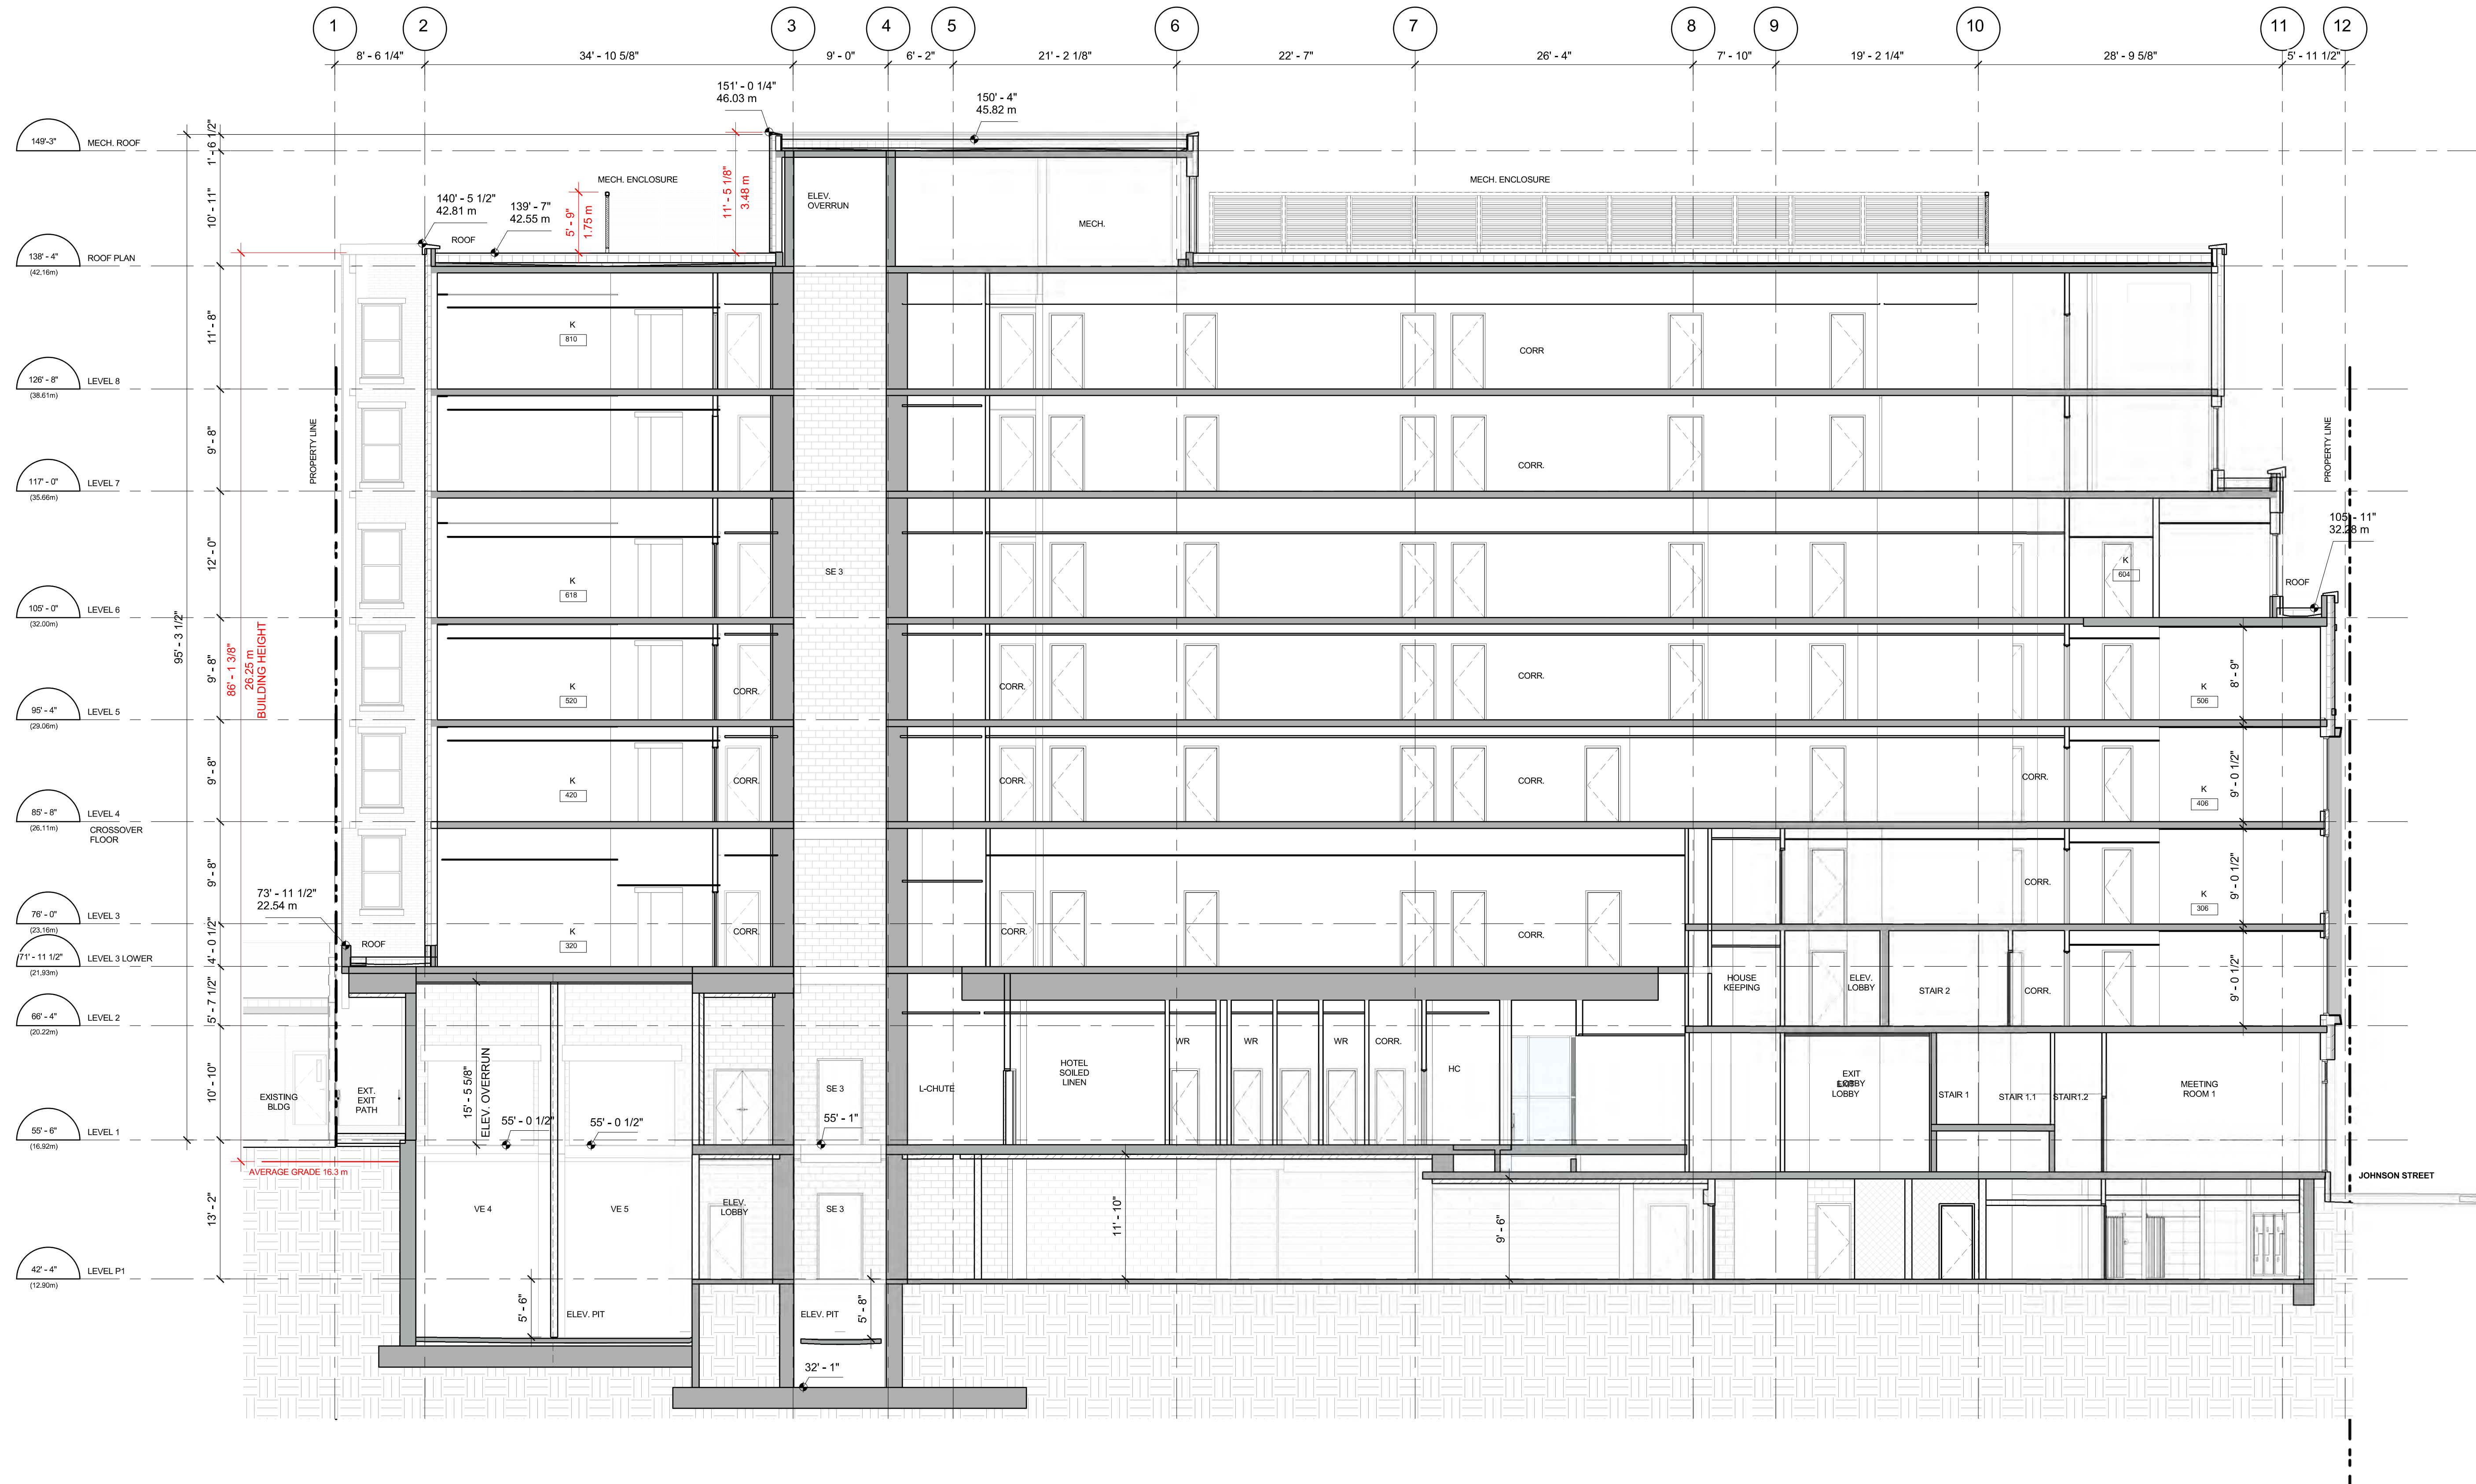 1 2 3 4 5 6 7 8 9 10 11 12
8' - 6 1/4" 34' - 10 5/8" 9' - 0" 6' - 2" 21' - 2 1/8" 22' - 7" 26' - 4" 7' - 10" 19' - 2 1/4" 28' - 9 5/8" 5' - 11 1/2"
151' - 0 1/4"
46.03 m
150' - 4"
45.82 m
149'-3" MECH. ROOF
1' - 6 1/2"
MECH. ENCLOSURE
11' - 5 1/8"
3.48 m
ELEV.
OVERRUN
MECH.
MECH. ENCLOSURE
10' - 11"
140' - 5 1/2"
42.81 m
139' - 7"
42.55 m
5' - 9"
1.75 m
ROOF
138' - 4" ROOF PLAN
(42.16m)
11' - 8"
K
810
CORR
126' - 8" LEVEL 8
(38.61m)
9' - 8"
PROPERTY LINE
CORR.
PROPERTY LINE
117' - 0" LEVEL 7
(35.66m)
12' - 0"
105' - 11"
32.28 m
SE 3
K
618
K
604
ROOF
105' - 0" LEVEL 6
(32.00m)
95' - 3 1/2"
86' - 1 3/8"
26.25 m
BUILDING HEIGHT
9' - 8"
K
520
CORR.
CORR.
CORR.
K
506
8' - 9"
95' - 4" LEVEL 5
(29.06m)
9' - 8"
K
420
CORR.
CORR.
CORR.
CORR.
K
406
9' - 0 1/2"
85' - 8" LEVEL 4
(26.11m) CROSSOVER
FLOOR
9' - 8"
73' - 11 1/2"
22.54 m
CORR.
K
306
9' - 0 1/2"
76' - 0" LEVEL 3
(23.16m)
4' - 0 1/2"
ROOF
K
320
CORR.
CORR.
CORR.
71' - 11 1/2" LEVEL 3 LOWER
(21.93m)
5' - 7 1/2"
HOUSE
KEEPING
ELEV.
LOBBY
STAIR 2
CORR.
9' - 0 1/2"
66' - 4" LEVEL 2
(20.22m)
10' - 10"
EXISTING
BLDG
EXT.
EXIT
PATH
15' - 5 5/8"
ELEV. OVERRUN
55' - 0 1/2"
55' - 0 1/2"
SE 3
55' - 1"
L-CHUTE
HOTEL
SOILED
LINEN
WR
WR
WR
CORR.
HC
EXIT
LOBBY
LOBBY
STAIR 1
STAIR 1.1
STAIR1.2
MEETING
ROOM 1
55' - 6" LEVEL 1
(16.92m)
AVERAGE GRADE 16.3 m
JOHNSON STREET
13' - 2"
VE 4
VE 5
ELEV.
LOBBY
SE 3
11' - 10"
9' - 6"
42' - 4" LEVEL P1
(12.90m)
5' - 6"
ELEV. PIT
ELEV. PIT
5' - 8"
32' - 1"